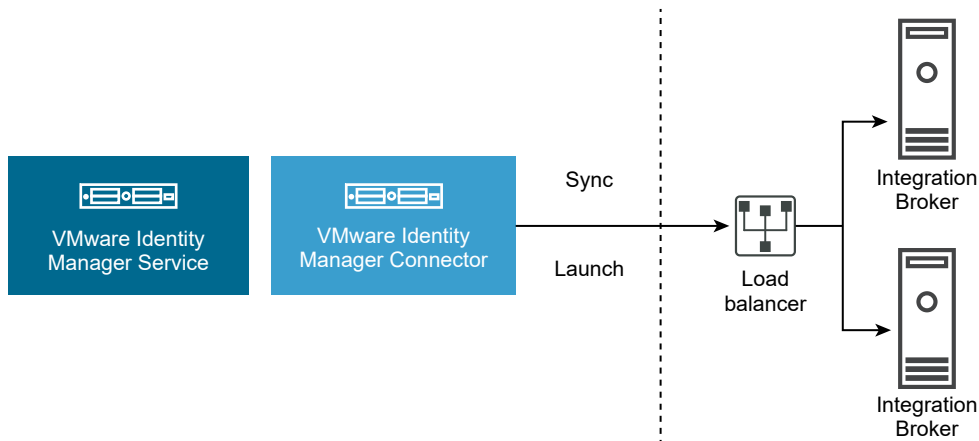 VMware Identity
Manager Service
VMware Identity
Manager Connector
Sync
Launch
Load
balancer
Integration
Broker
Integration
Broker